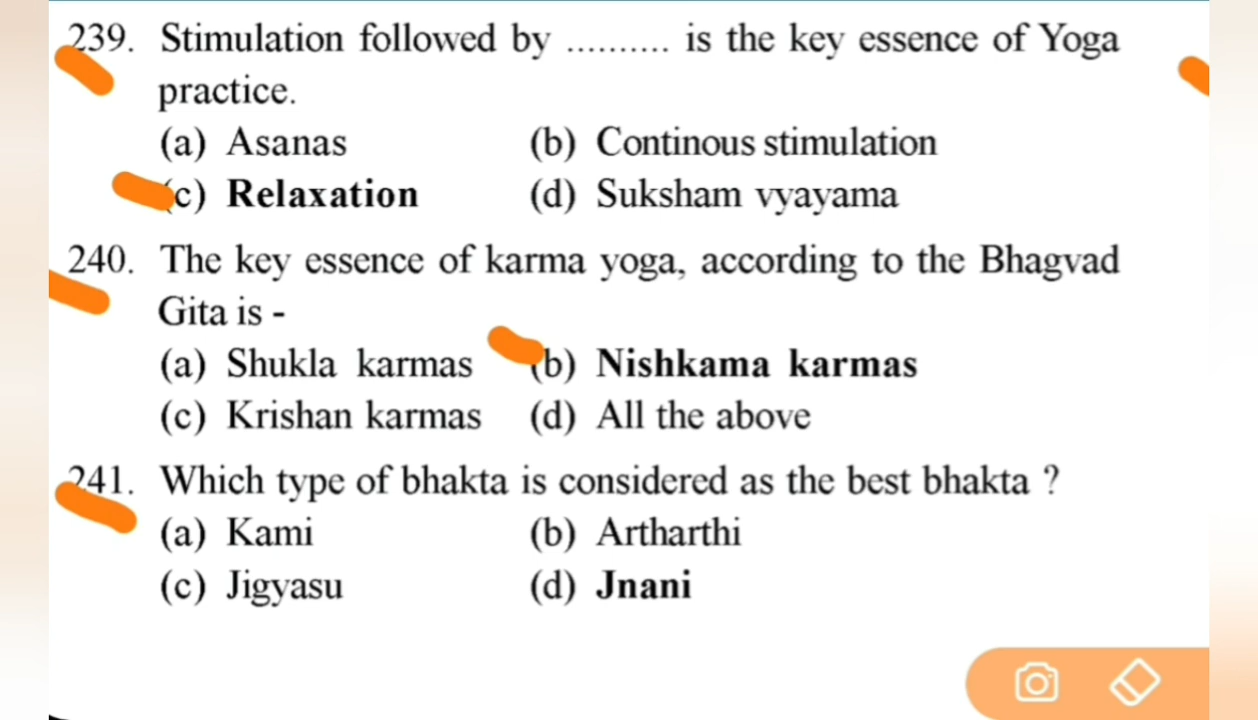 239. Stimulation followed by .......... is the key essence of Yoga
practice.
(a) Asanas (b) Continous stimulation
(c) Relaxation (d) Suksham vyayama
240. The key essence of karma yoga, according to the Bhagvad
Gita is -
(a) Shukla karmas (b) Nishkama karmas
(c) Krishan karmas (d) All the above
241. Which type of bhakta is considered as the best bhakta ?
(a) Kami (b) Artharthi
(c) Jigyasu (d) Jnani